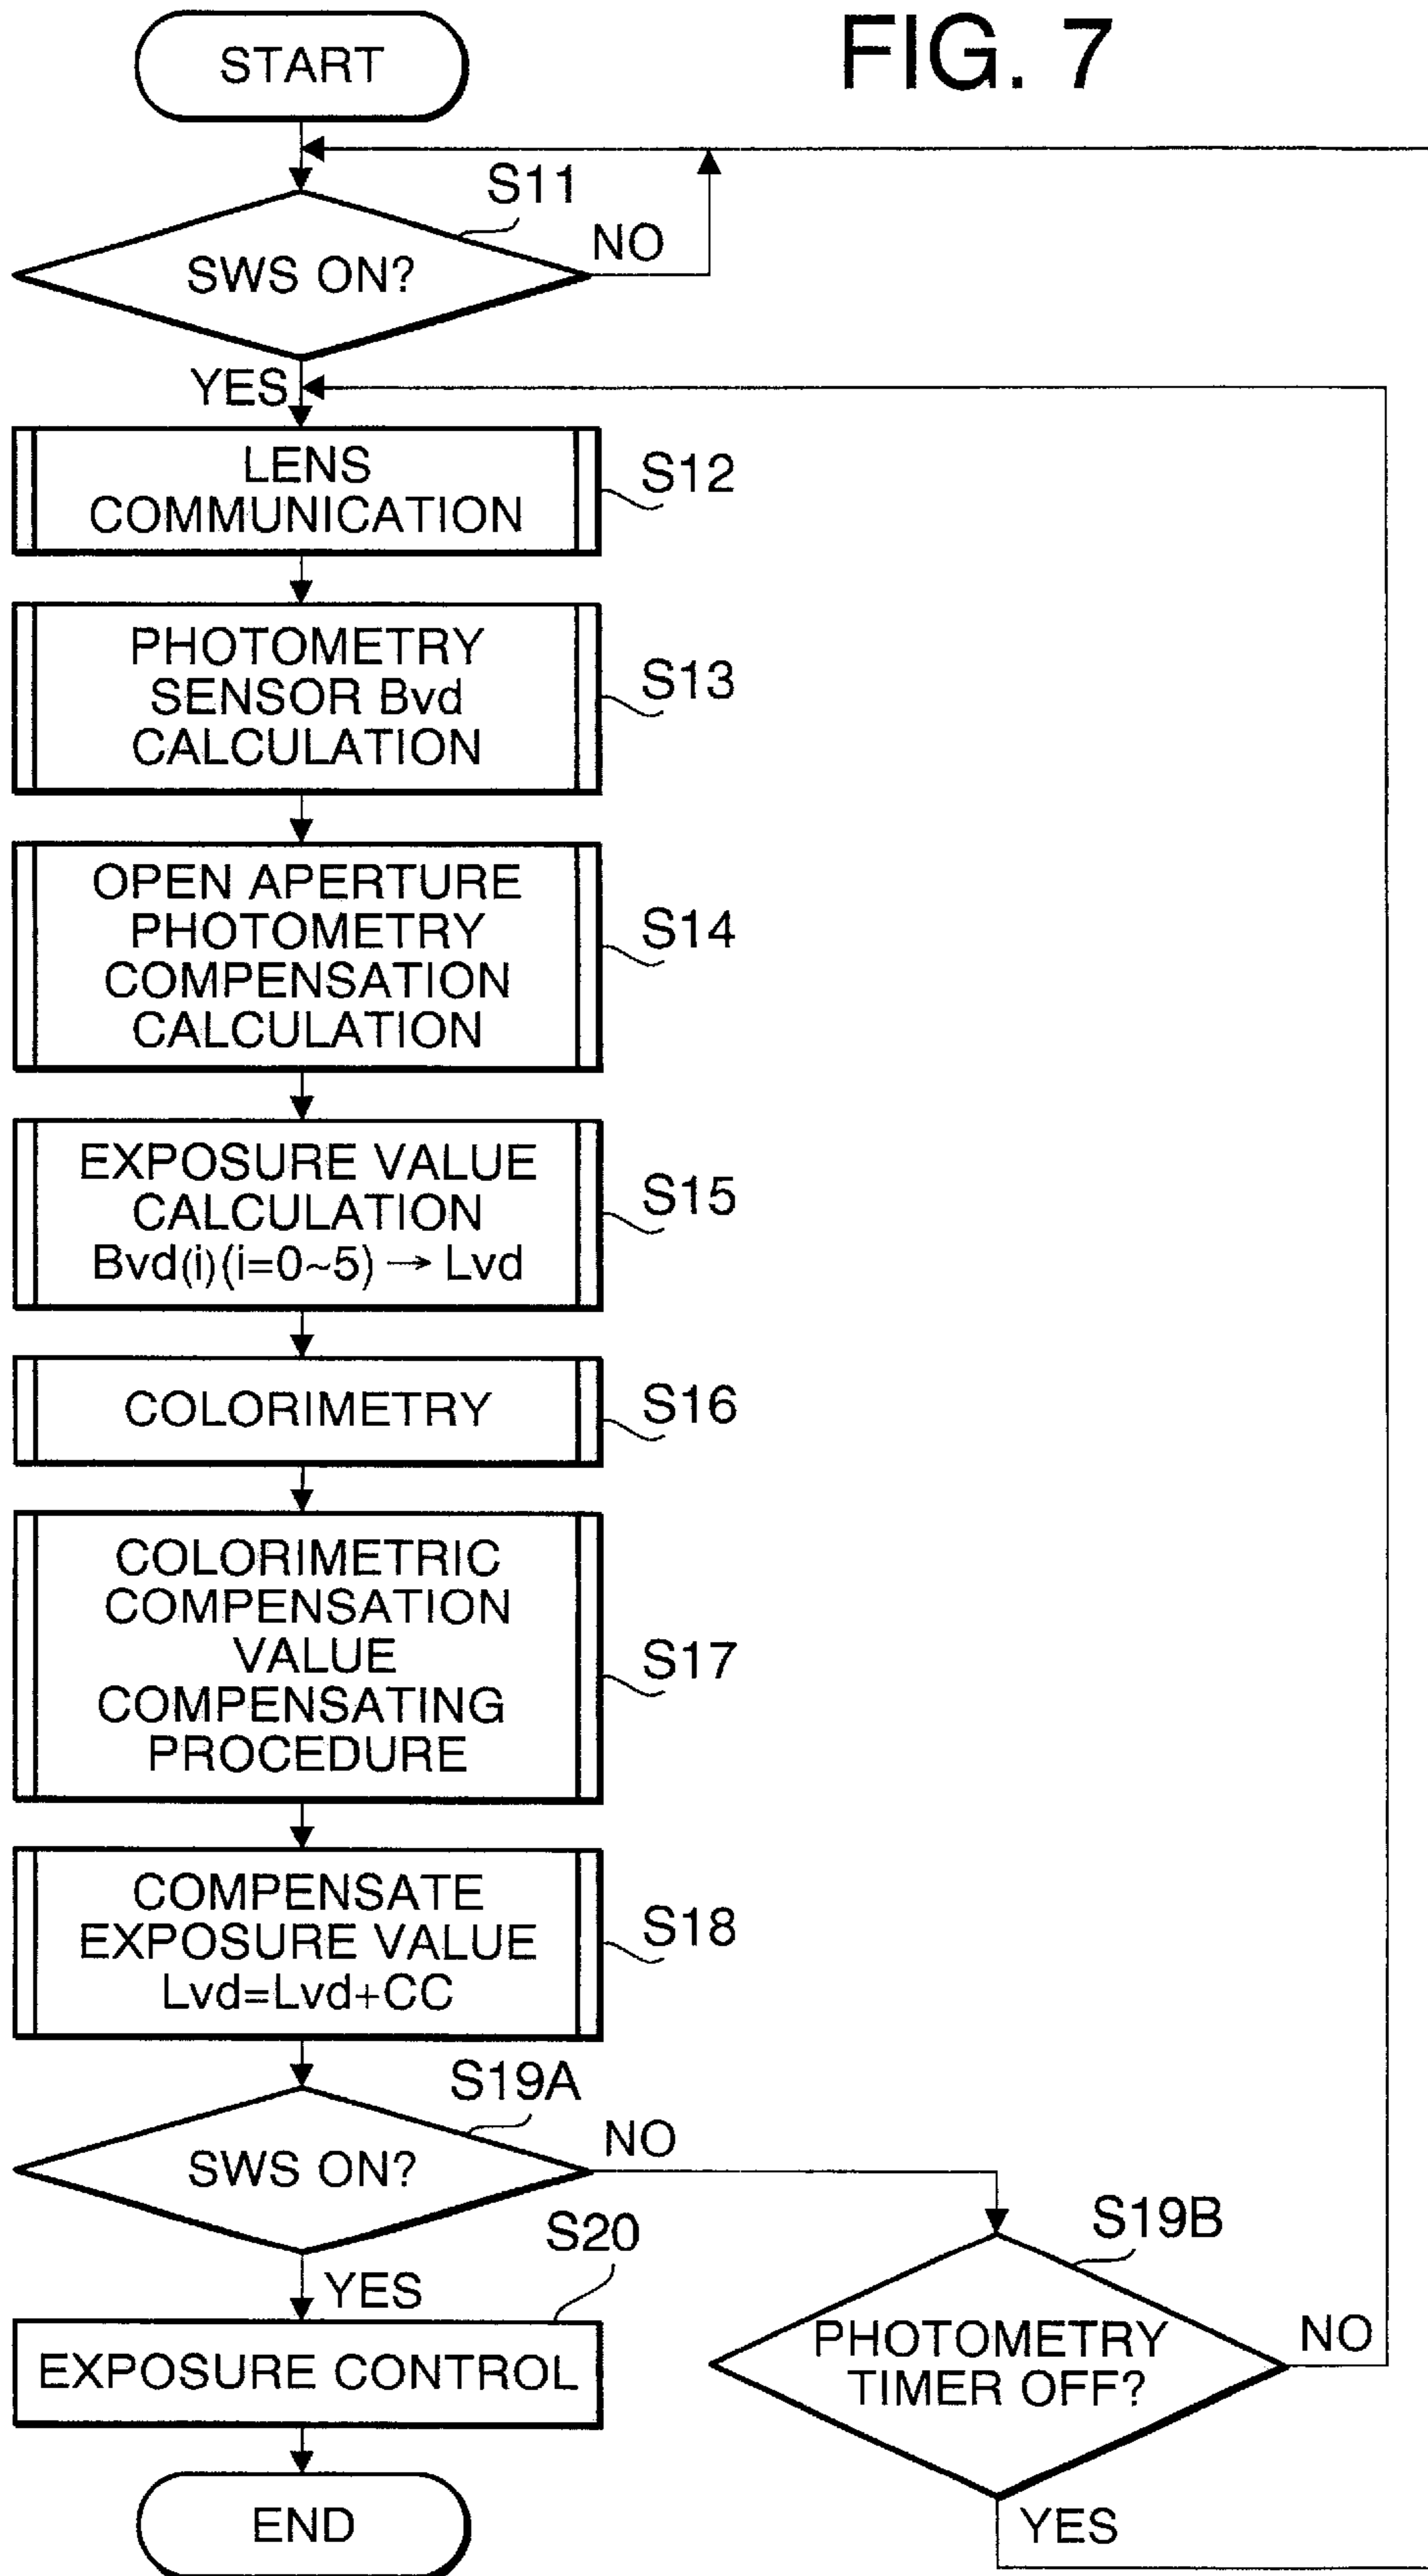 FIG. 7
START
S11
SWS ON?
NO
YES
LENS
COMMUNICATION
S12
PHOTOMETRY
SENSOR Bvd
CALCULATION
S13
OPEN APERTURE
PHOTOMETRY
COMPENSATION
CALCULATION
S14
EXPOSURE VALUE
CALCULATION
Bvd(i)(i=0~5) → Lvd
S15
COLORIMETRY
S16
COLORIMETRIC
COMPENSATION
VALUE
COMPENSATING
PROCEDURE
S17
COMPENSATE
EXPOSURE VALUE
Lvd=Lvd+CC
S18
S19A
SWS ON?
NO
YES
S19B
PHOTOMETRY
TIMER OFF?
NO
YES
S20
EXPOSURE CONTROL
END